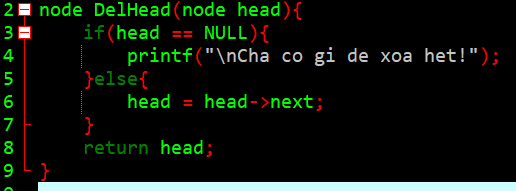 2 node DelHead(node head){
3 if(head == NULL){
4 printf("\nCha co gi de xoa het!");
5 }else{
6 head = head->next;
7 }
8 return head;
9 }